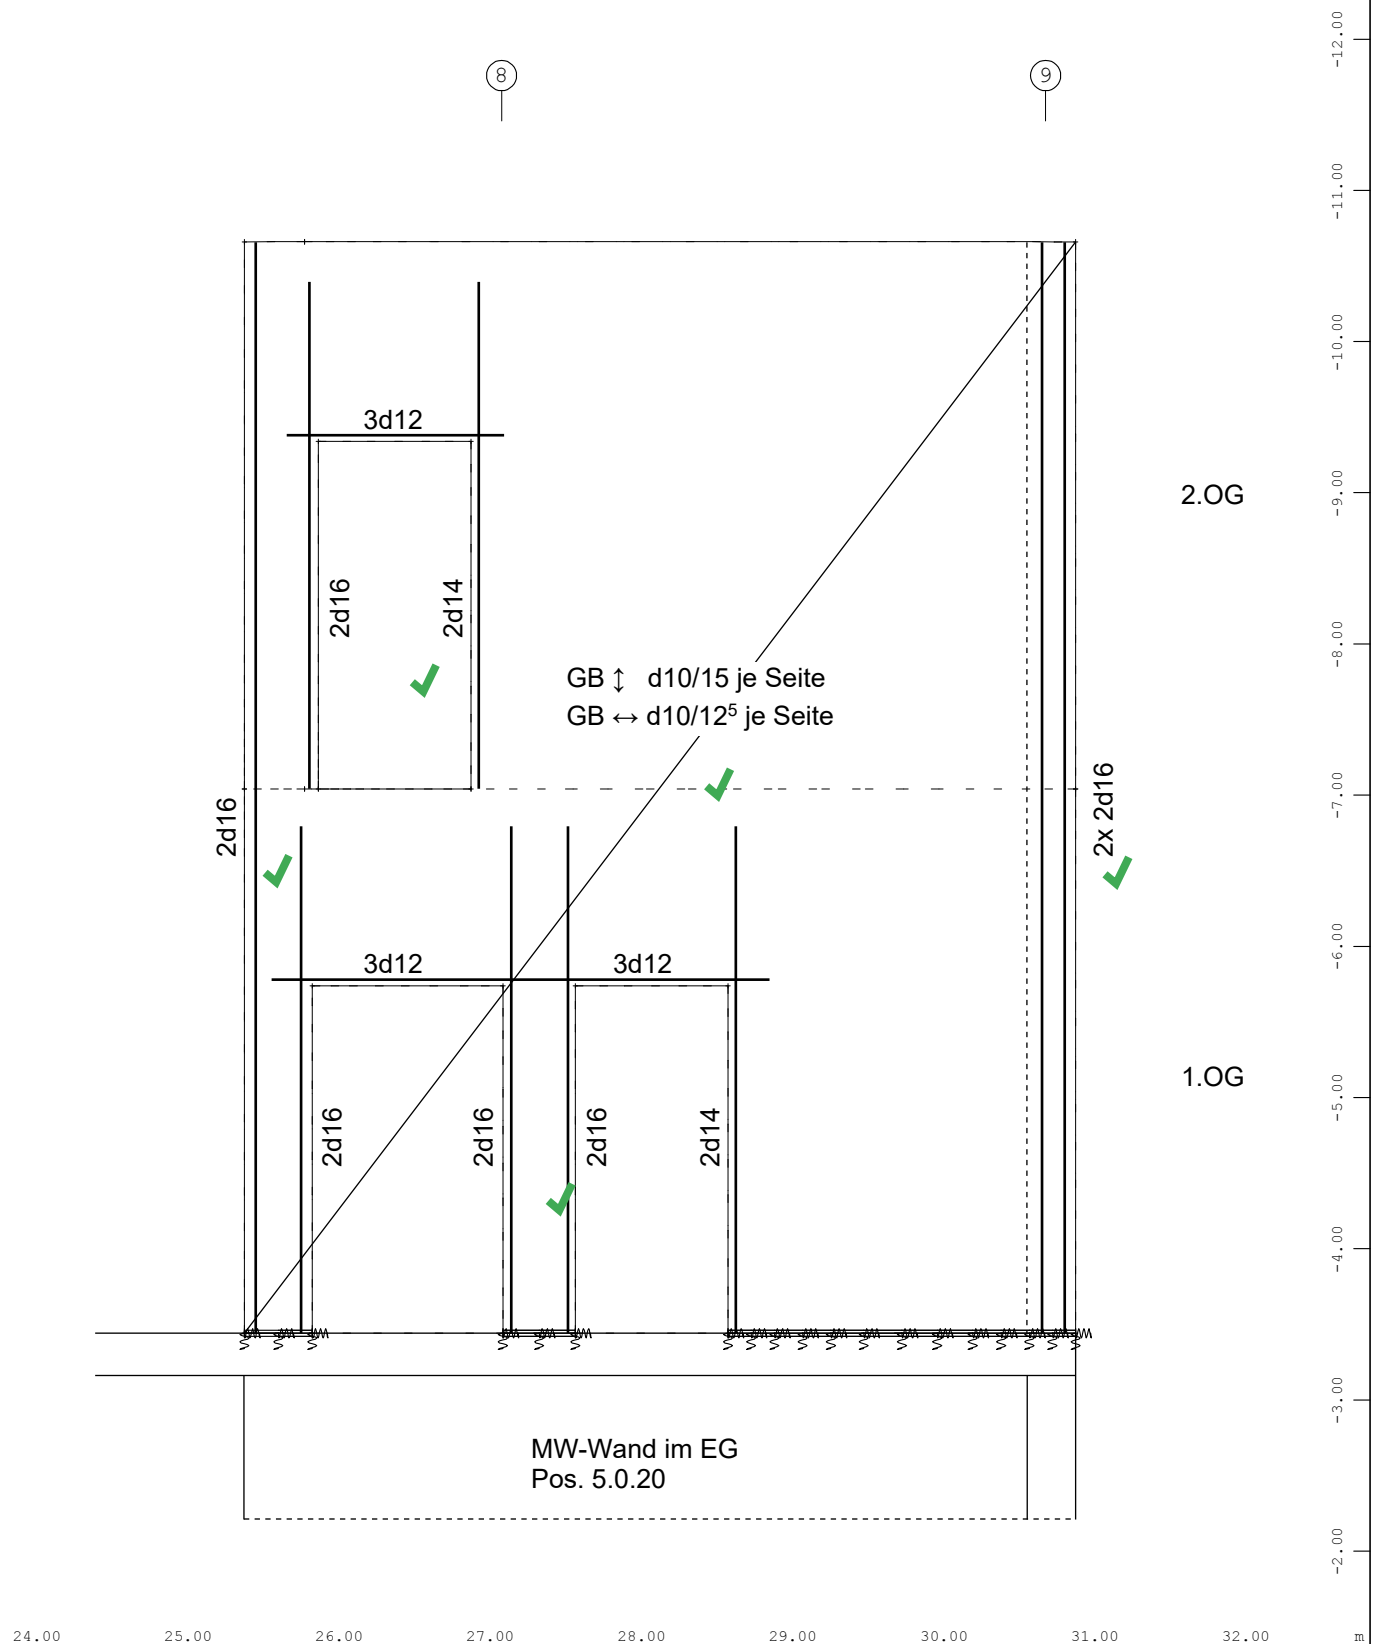 8
9
-12.00
-11.00
-10.00
3d12
-9.00
2.OG
2d16
2d14
-8.00
GB ↕ d10/15 je Seite
GB ↔ d10/12⁵ je Seite
-7.00
2d16
2x 2d16
-6.00
3d12
3d12
1.OG
-5.00
2d16
2d16
2d16
2d14
-4.00
-3.00
MW-Wand im EG
Pos. 5.0.20
-2.00
24.00 25.00 26.00 27.00 28.00 29.00 30.00 31.00 32.00 m